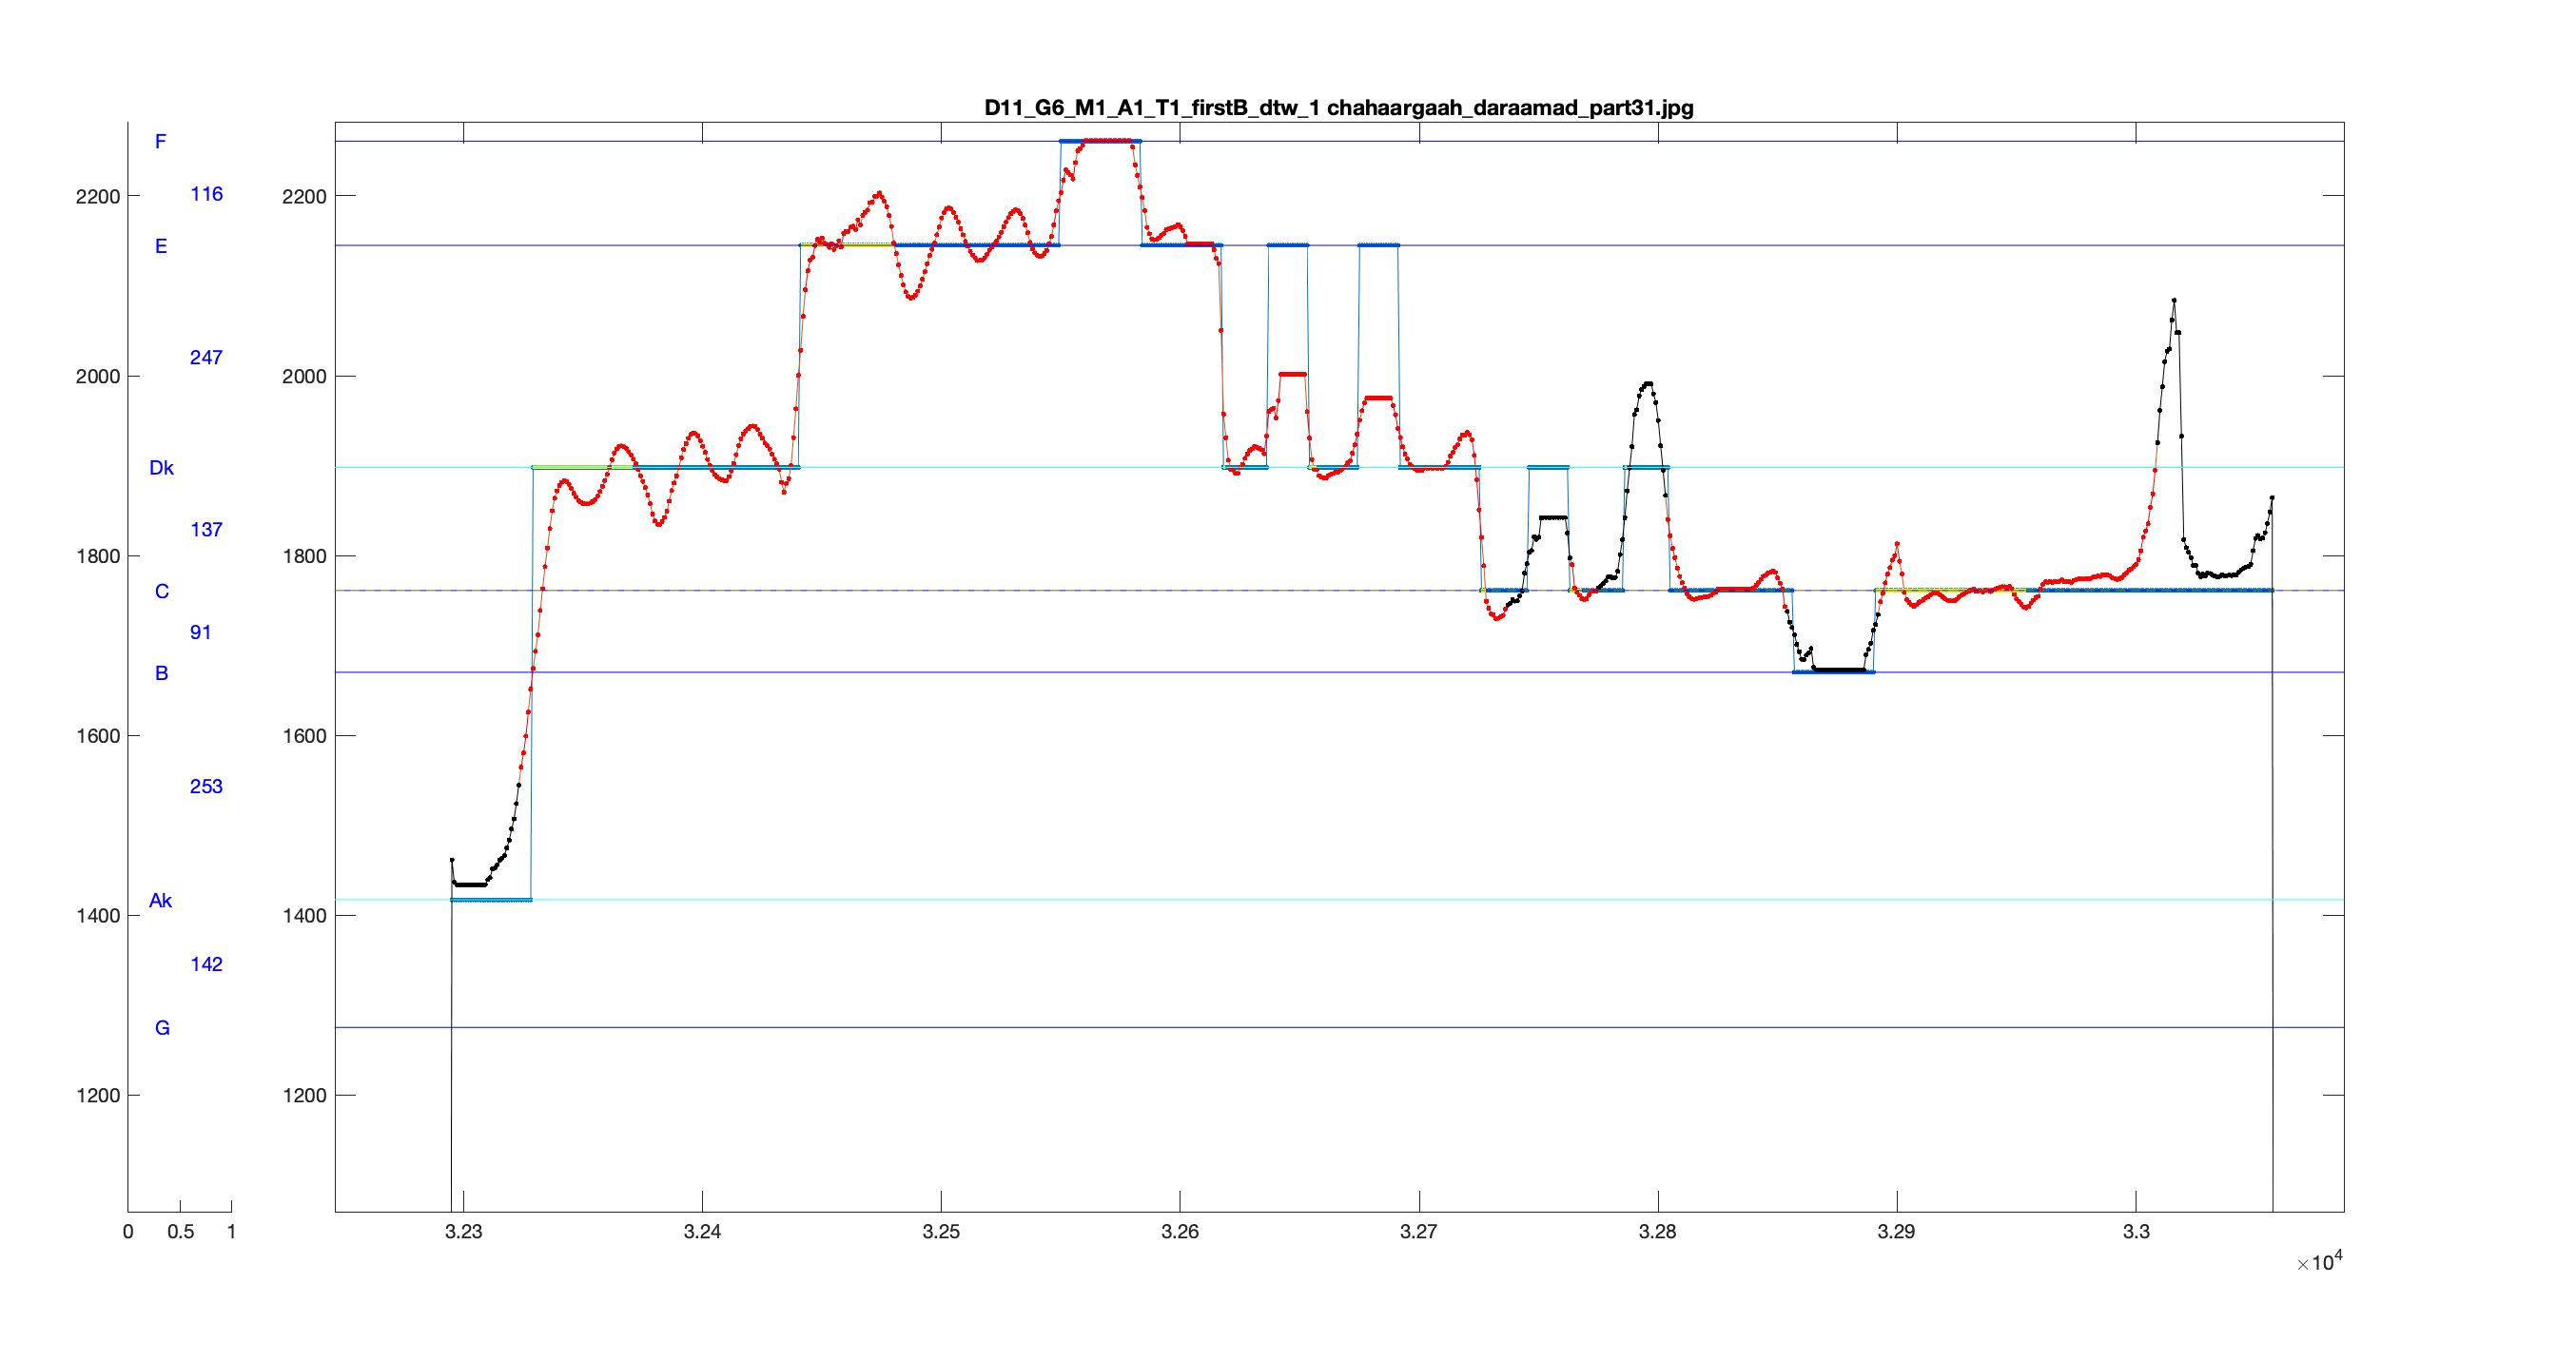 D11_G6_M1_A1_T1_firstB_dtw_1 chahaargaah_daraamad_part31.jpg
F
2200 116 2200
E
247
2000 2000
Dk
137
1800 1800
C
91
B
1600 1600
253
Ak
1400 1400
142
G
1200 1200
0 0.5 1 3.23 3.24 3.25 3.26 3.27 3.28 3.29 3.3
×10⁴